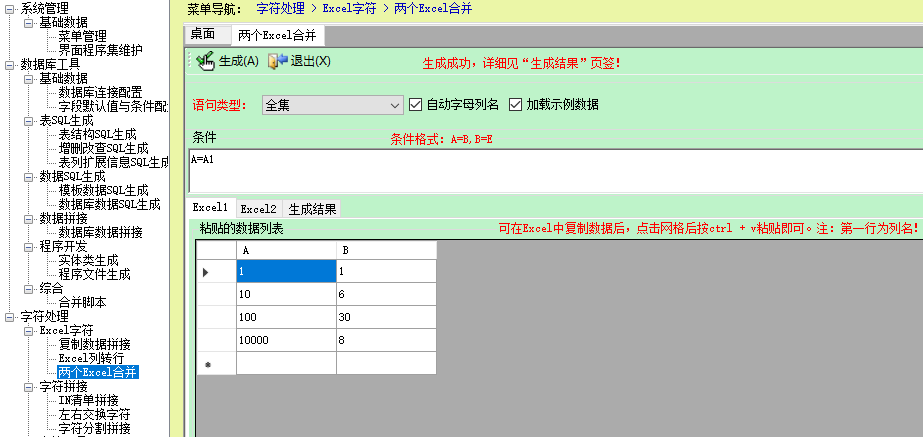 系统管理
基础数据
菜单管理
界面程序集维护
数据库工具
基础数据
数据库连接配置
字段默认值与条件配
表SQL生成
表结构SQL生成
增删改查SQL生成
表列扩展信息SQL生成
数据SQL生成
模板数据SQL生成
数据库数据SQL生成
数据拼接
数据库数据拼接
程序开发
实体类生成
程序文件生成
综合
合并脚本
字符处理
Excel字符
复制数据拼接
Excel列转行
两个Excel合并
字符拼接
IN清单拼接
左右交换字符
字符分割拼接
菜单导航： 字符处理 > Excel字符 > 两个Excel合并
桌面 两个Excel合并
生成(A) 退出(X) 生成成功，详细见“生成结果”页签！
语句类型： 全集 自动字母列名 加载示例数据
条件 条件格式：A=B,B=E
A=A1
Excel1 Excel2 生成结果
粘贴的数据列表 可在Excel中复制数据后，点击网格后按ctrl + v粘贴即可。注：第一行为列名！
A B
1 1
10 6
100 30
10000 8